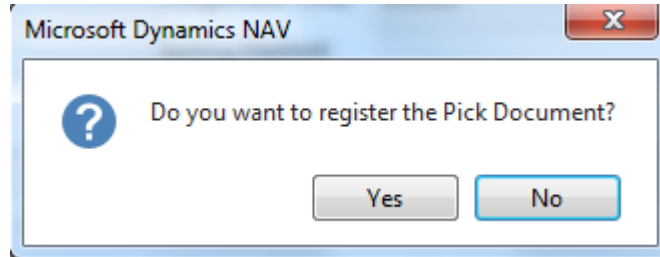 Microsoft Dynamics NAV
Do you want to register the Pick Document?
Yes
No